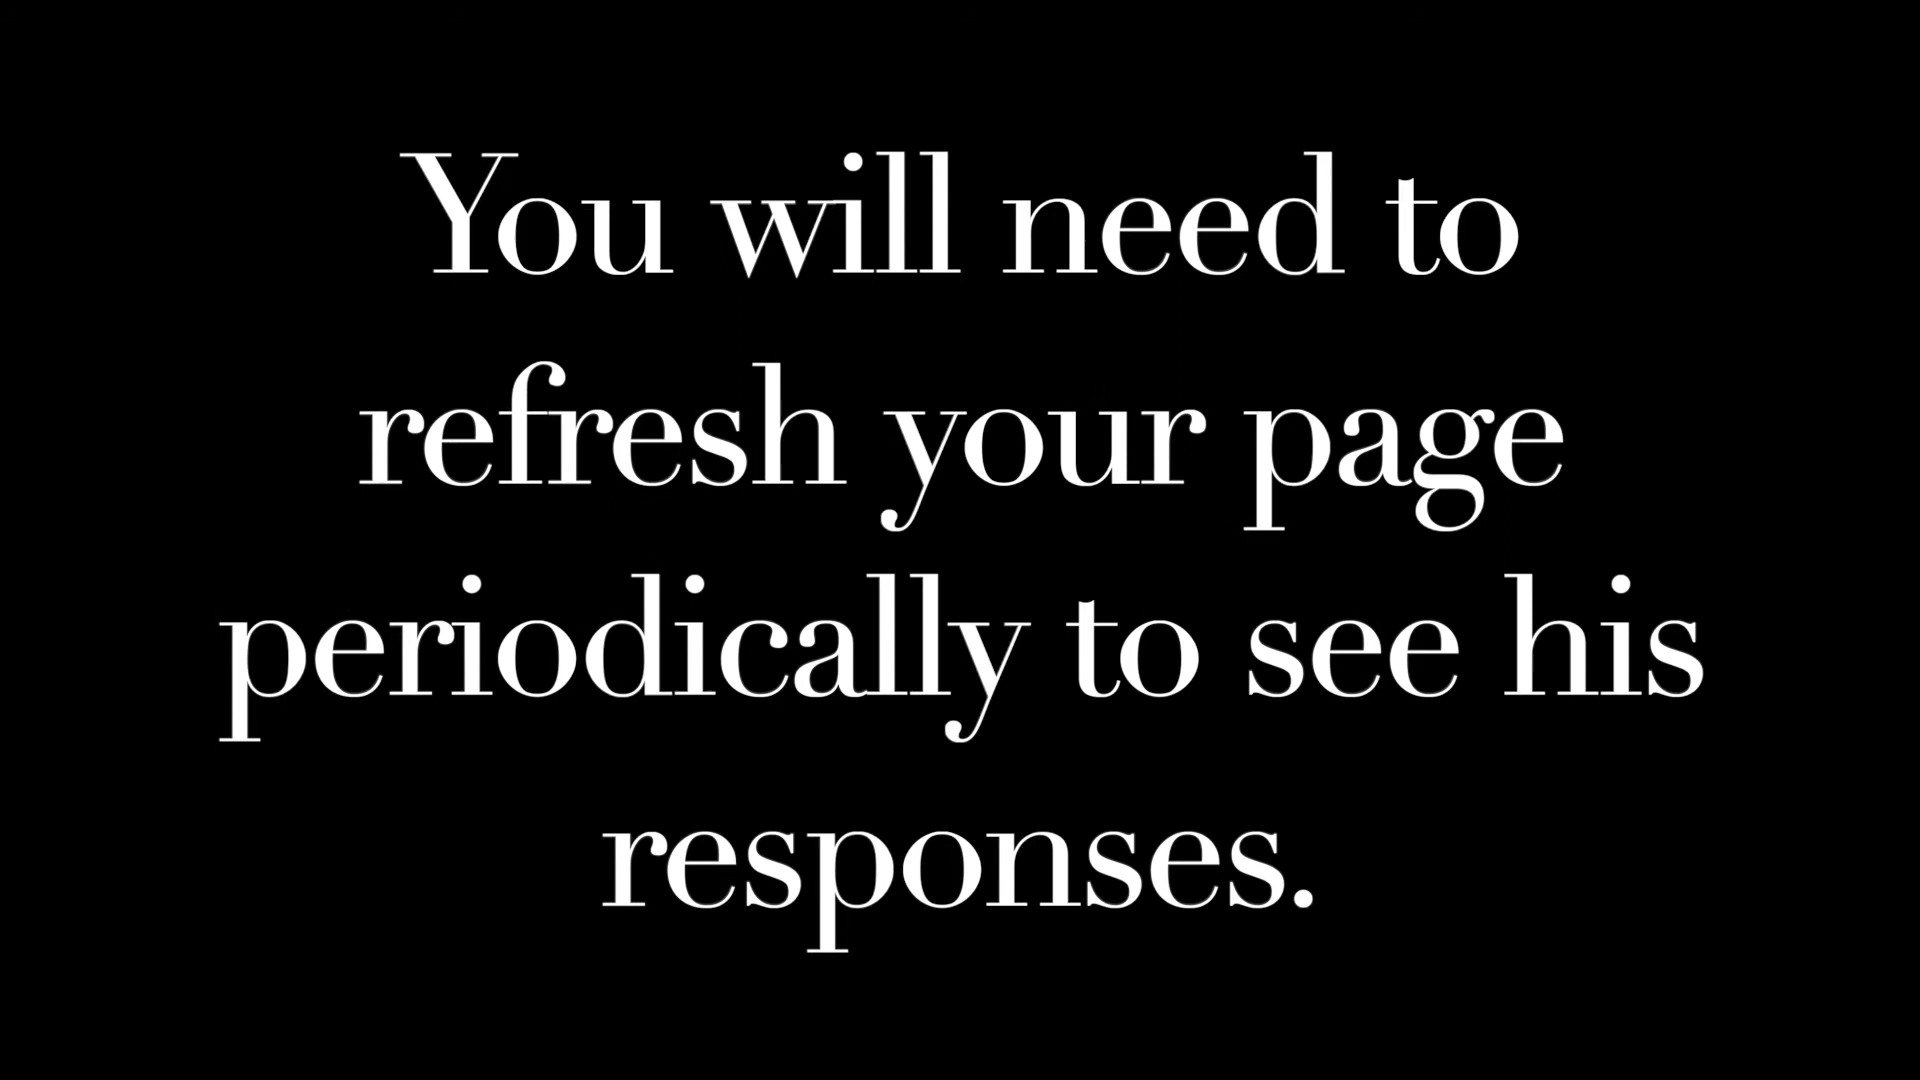 You will need to
refresh your page
periodically to see his
responses.